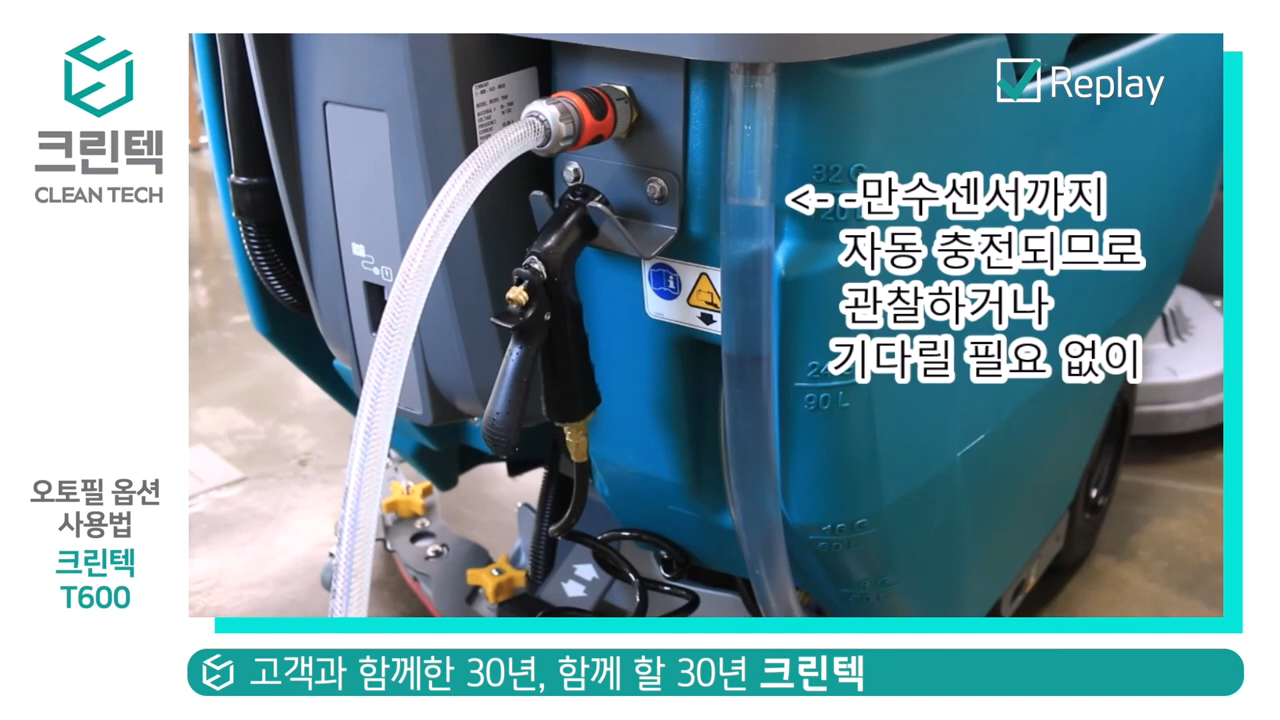 크린텍
CLEAN TECH
Replay
<- -만수센서까지
자동 충전되므로
관찰하거나
기다릴 필요 없이
32 G
90 L
오토필 옵션
사용법
크린텍
T600
고객과 함께한 30년, 함께 할 30년 크린텍